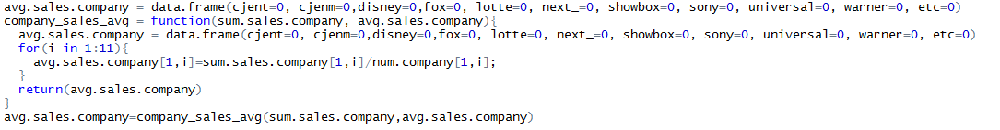 avg.sales.company = data.frame(cjent=0, cjenm=0,disney=0,fox=0, lotte=0, next_=0, showbox=0, sony=0, universal=0, warner=0, etc=0)
company_sales_avg = function(sum.sales.company, avg.sales.company){
  avg.sales.company = data.frame(cjent=0, cjenm=0,disney=0,fox=0, lotte=0, next_=0, showbox=0, sony=0, universal=0, warner=0, etc=0)
  for(i in 1:11){
    avg.sales.company[1,i]=sum.sales.company[1,i]/num.company[1,i];
  }
  return(avg.sales.company)
}
avg.sales.company=company_sales_avg(sum.sales.company,avg.sales.company)